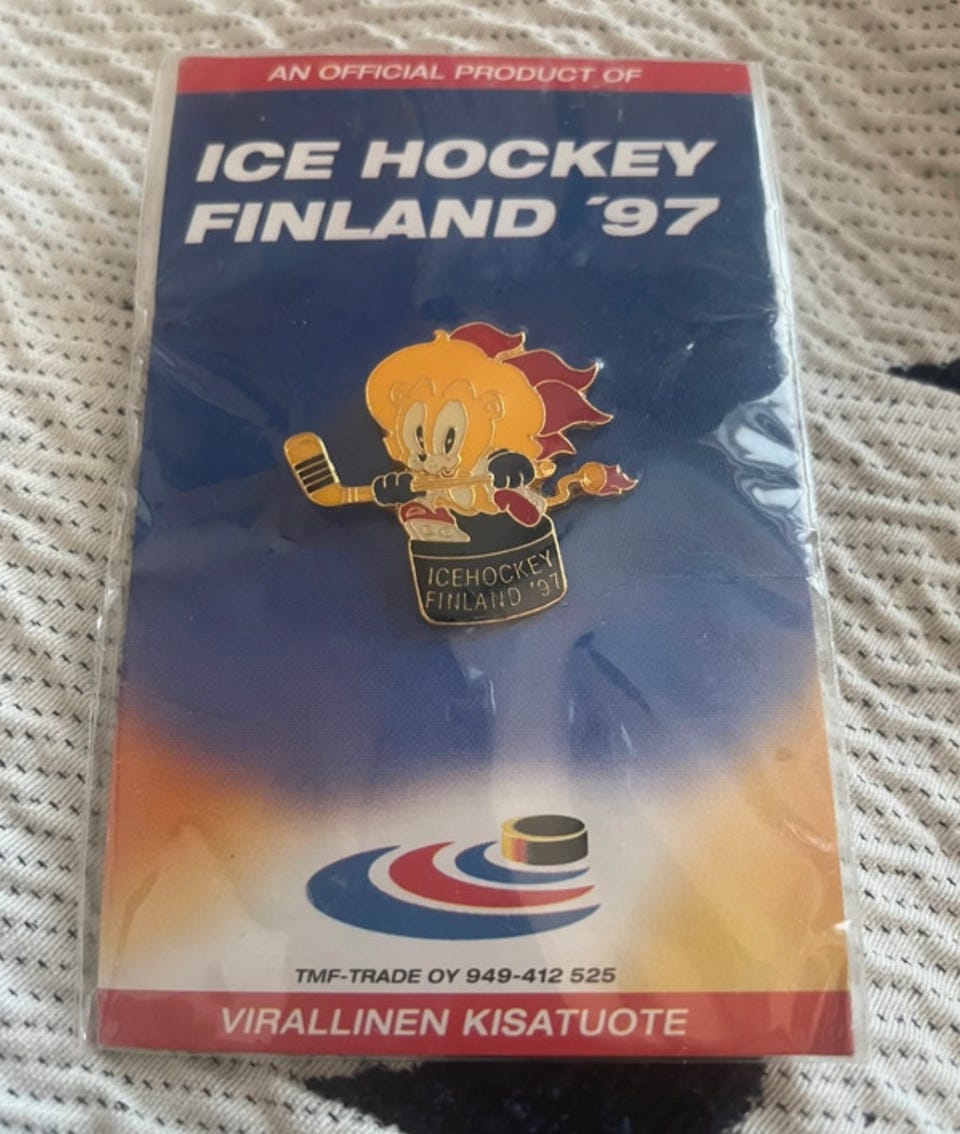 AN OFFICIAL PRODUCT OF
ICE HOCKEY
FINLAND ´97
ICEHOCKEY
FINLAND '97
TMF-TRADE OY 949-412 525
VIRALLINEN KISATUOTE